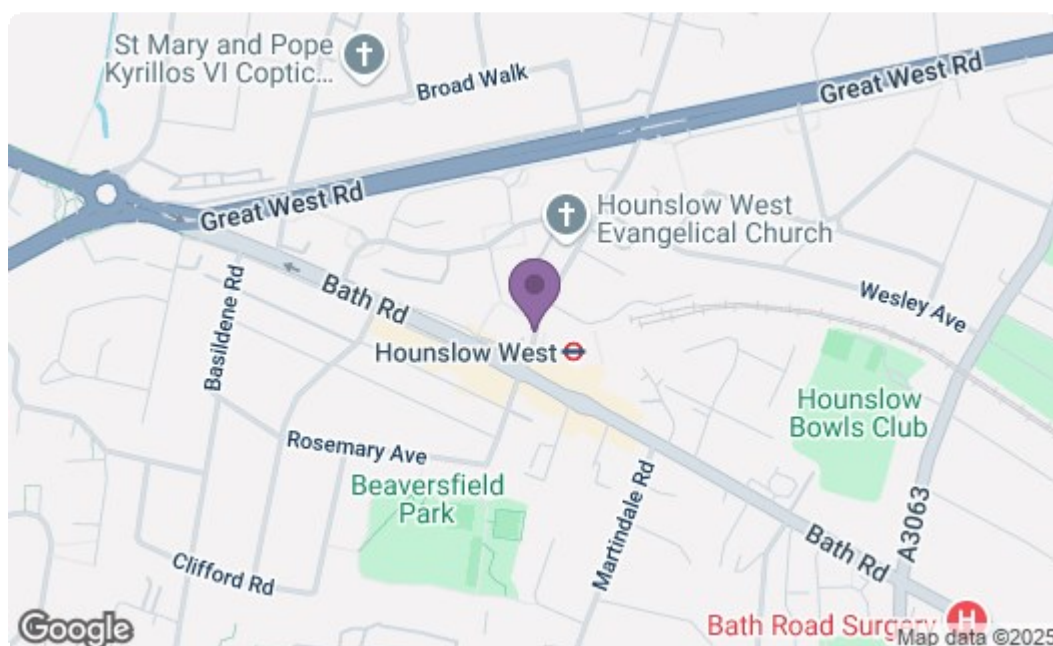 St Mary and Pope
Kyrillos VI Coptic...
Broad Walk
Great West Rd
Great West Rd
Hounslow West
Evangelical Church
Bath Rd
Basildene Rd
Wesley Ave
Hounslow West
Hounslow
Bowls Club
Rosemary Ave
Beaversfield
Park
Martindale Rd
A3063
Bath Rd
Clifford Rd
H
Bath Road Surgery
Google
Map data ©2025